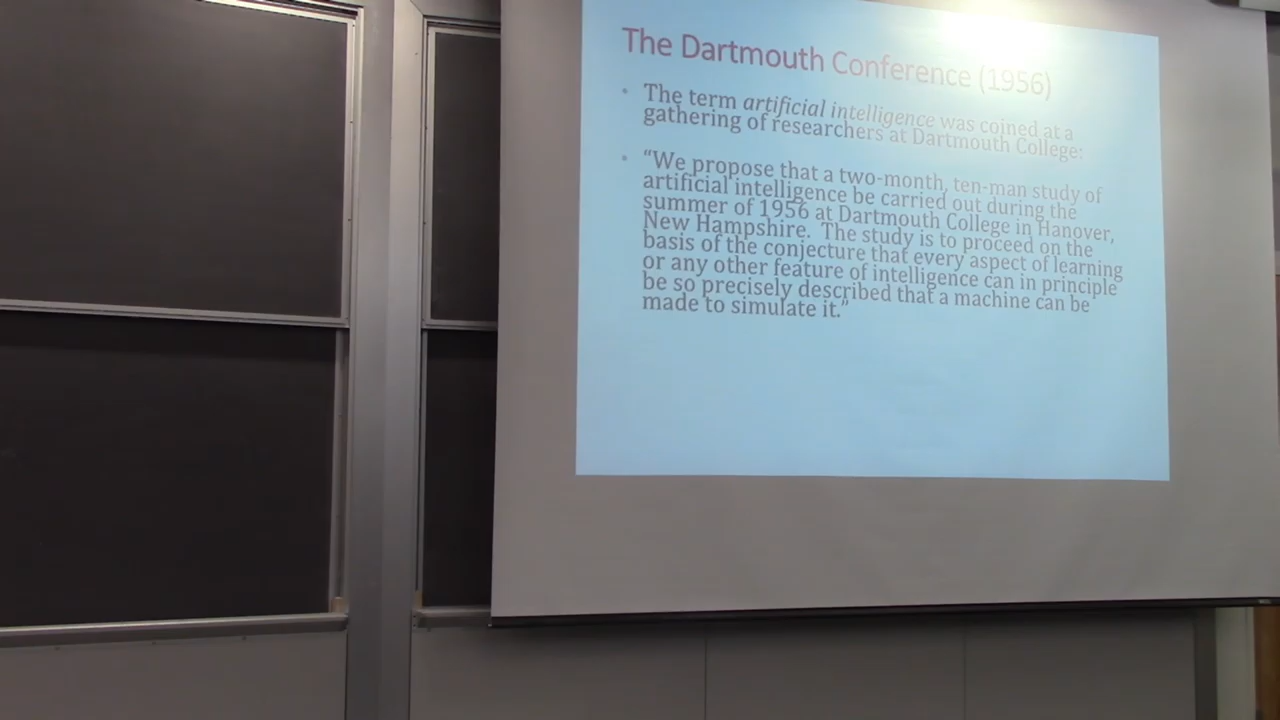 The Dartmouth Conference (1956)
• The term artificial intelligence was coined at a
gathering of researchers at Dartmouth College:
• “We propose that a two-month, ten-man study of
artificial intelligence be carried out during the
summer of 1956 at Dartmouth College in Hanover,
New Hampshire. The study is to proceed on the
basis of the conjecture that every aspect of learning
or any other feature of intelligence can in principle
be so precisely described that a machine can be
made to simulate it.”